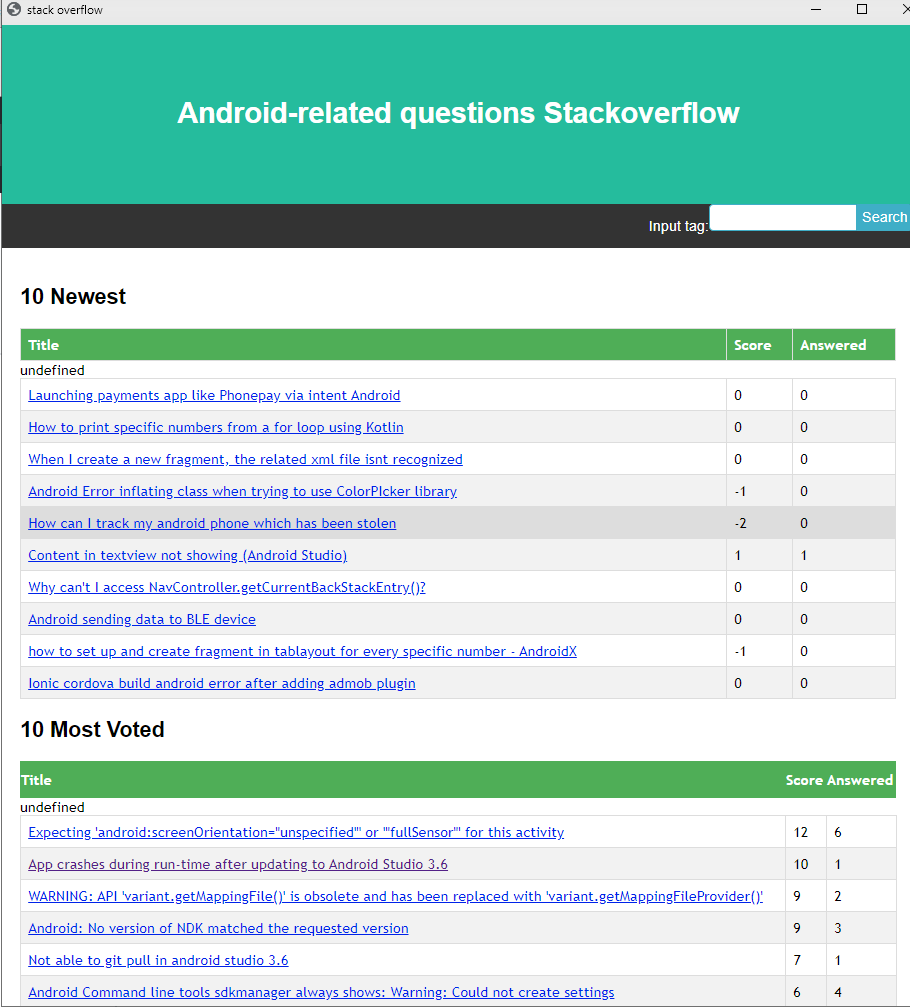 stack overflow
Android-related questions Stackoverflow
Input tag: Search
10 Newest
Title Score Answered
undefined
Launching payments app like Phonepay via intent Android 0 0
How to print specific numbers from a for loop using Kotlin 0 0
When I create a new fragment, the related xml file isnt recognized 0 0
Android Error inflating class when trying to use ColorPIcker library -1 0
How can I track my android phone which has been stolen -2 0
Content in textview not showing (Android Studio) 1 1
Why can't I access NavController.getCurrentBackStackEntry()? 0 0
Android sending data to BLE device 0 0
how to set up and create fragment in tablayout for every specific number - AndroidX -1 0
Ionic cordova build android error after adding admob plugin 0 0
10 Most Voted
Title Score Answered
undefined
Expecting 'android:screenOrientation="unspecified"' or '"fullSensor"' for this activity 12 6
App crashes during run-time after updating to Android Studio 3.6 10 1
WARNING: API 'variant.getMappingFile()' is obsolete and has been replaced with 'variant.getMappingFileProvider()' 9 2
Android: No version of NDK matched the requested version 9 3
Not able to git pull in android studio 3.6 7 1
Android Command line tools sdkmanager always shows: Warning: Could not create settings 6 4